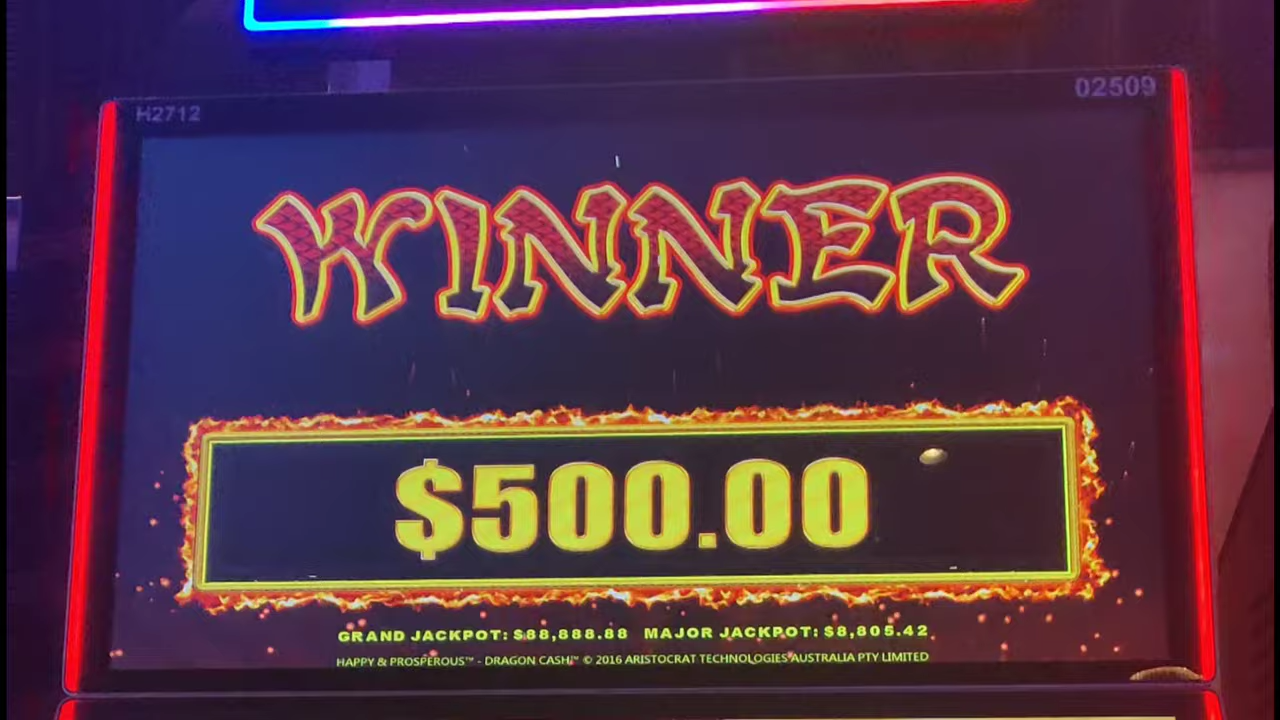 H2712
02509
WINNER
$500.00
GRAND JACKPOT: $88,888.88 MAJOR JACKPOT: $8,805.42
HAPPY & PROSPEROUS™ - DRAGON CASH™ © 2016 ARISTOCRAT TECHNOLOGIES AUSTRALIA PTY LIMITED